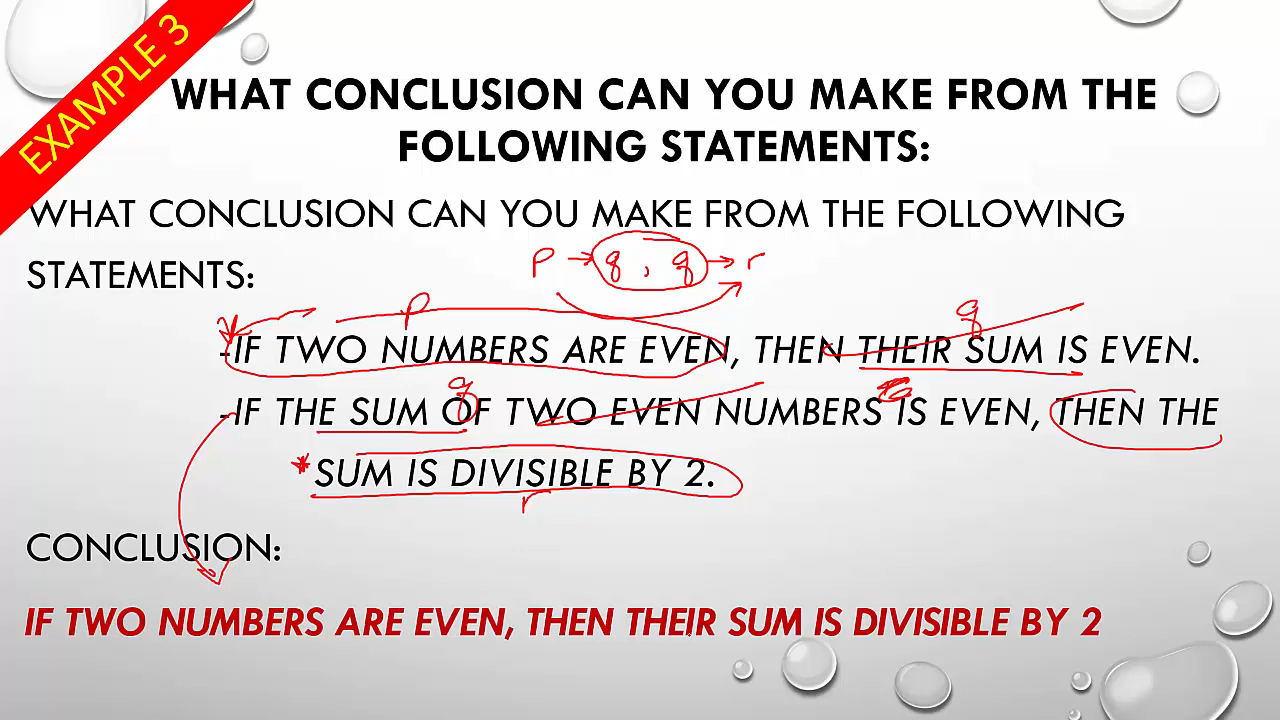 EXAMPLE 3
WHAT CONCLUSION CAN YOU MAKE FROM THE
FOLLOWING STATEMENTS:
WHAT CONCLUSION CAN YOU MAKE FROM THE FOLLOWING
STATEMENTS:
p → q , q → r
p q
-IF TWO NUMBERS ARE EVEN, THEN THEIR SUM IS EVEN.
q
-IF THE SUM OF TWO EVEN NUMBERS IS EVEN, THEN THE
* SUM IS DIVISIBLE BY 2.
r
CONCLUSION:
IF TWO NUMBERS ARE EVEN, THEN THEIR SUM IS DIVISIBLE BY 2